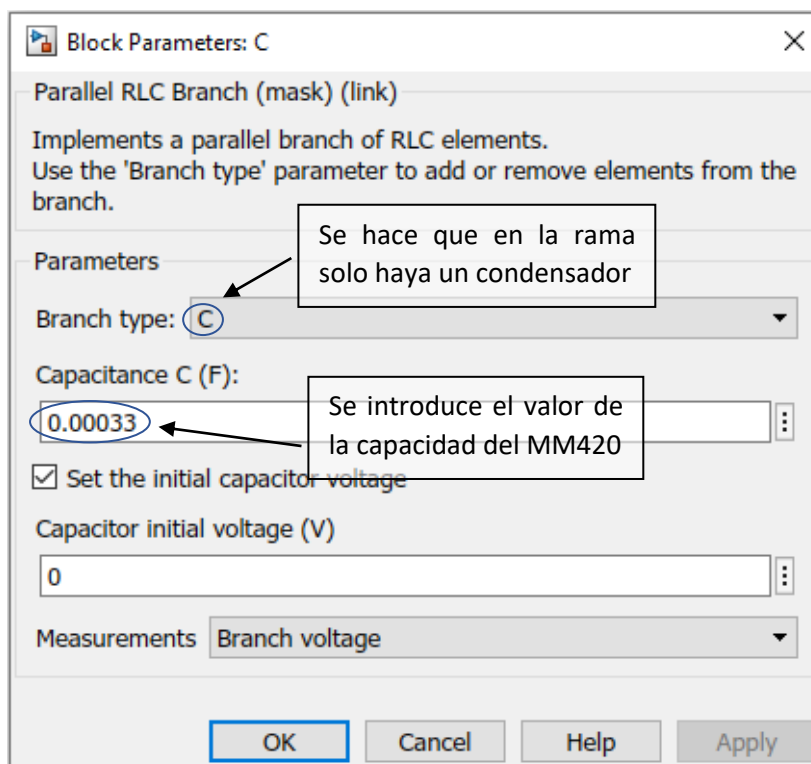 Block Parameters: C
Parallel RLC Branch (mask) (link)
Implements a parallel branch of RLC elements.
Use the 'Branch type' parameter to add or remove elements from the
branch.
Se hace que en la rama
solo haya un condensador
Parameters
Branch type: C
Capacitance C (F):
0.00033
Se introduce el valor de
la capacidad del MM420
Set the initial capacitor voltage
Capacitor initial voltage (V)
0
Measurements Branch voltage
OK Cancel Help Apply